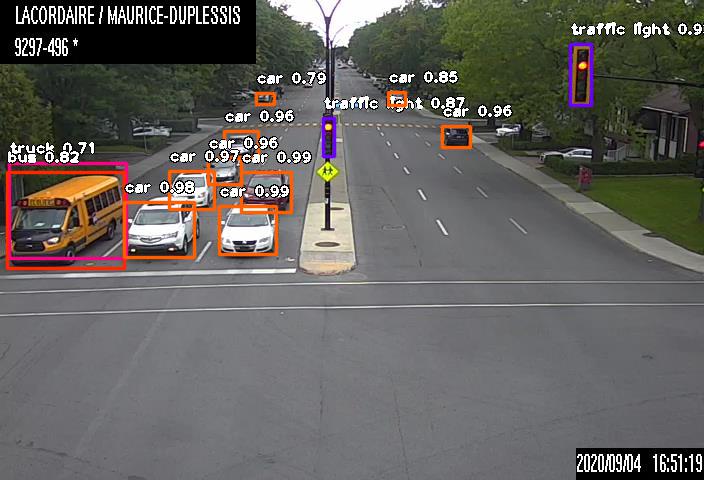 LACORDAIRE / MAURICE-DUPLESSIS
9297-496 *
traffic light 0.9
car 0.79
car 0.85
traffic light 0.87
car 0.96
car 0.96
car 0.96
truck 0.71
bus 0.82
car 0.97
car 0.99
car 0.98
car 0.99
2020/09/04 16:51:19